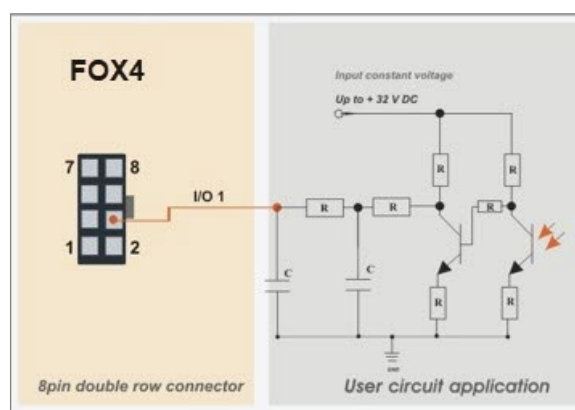 FOX4
Input constant voltage
Up to + 32 V DC
7 8
R R
I/O 1
R R R
1 2
C C
R R
GND
8pin double row connector
User circuit application